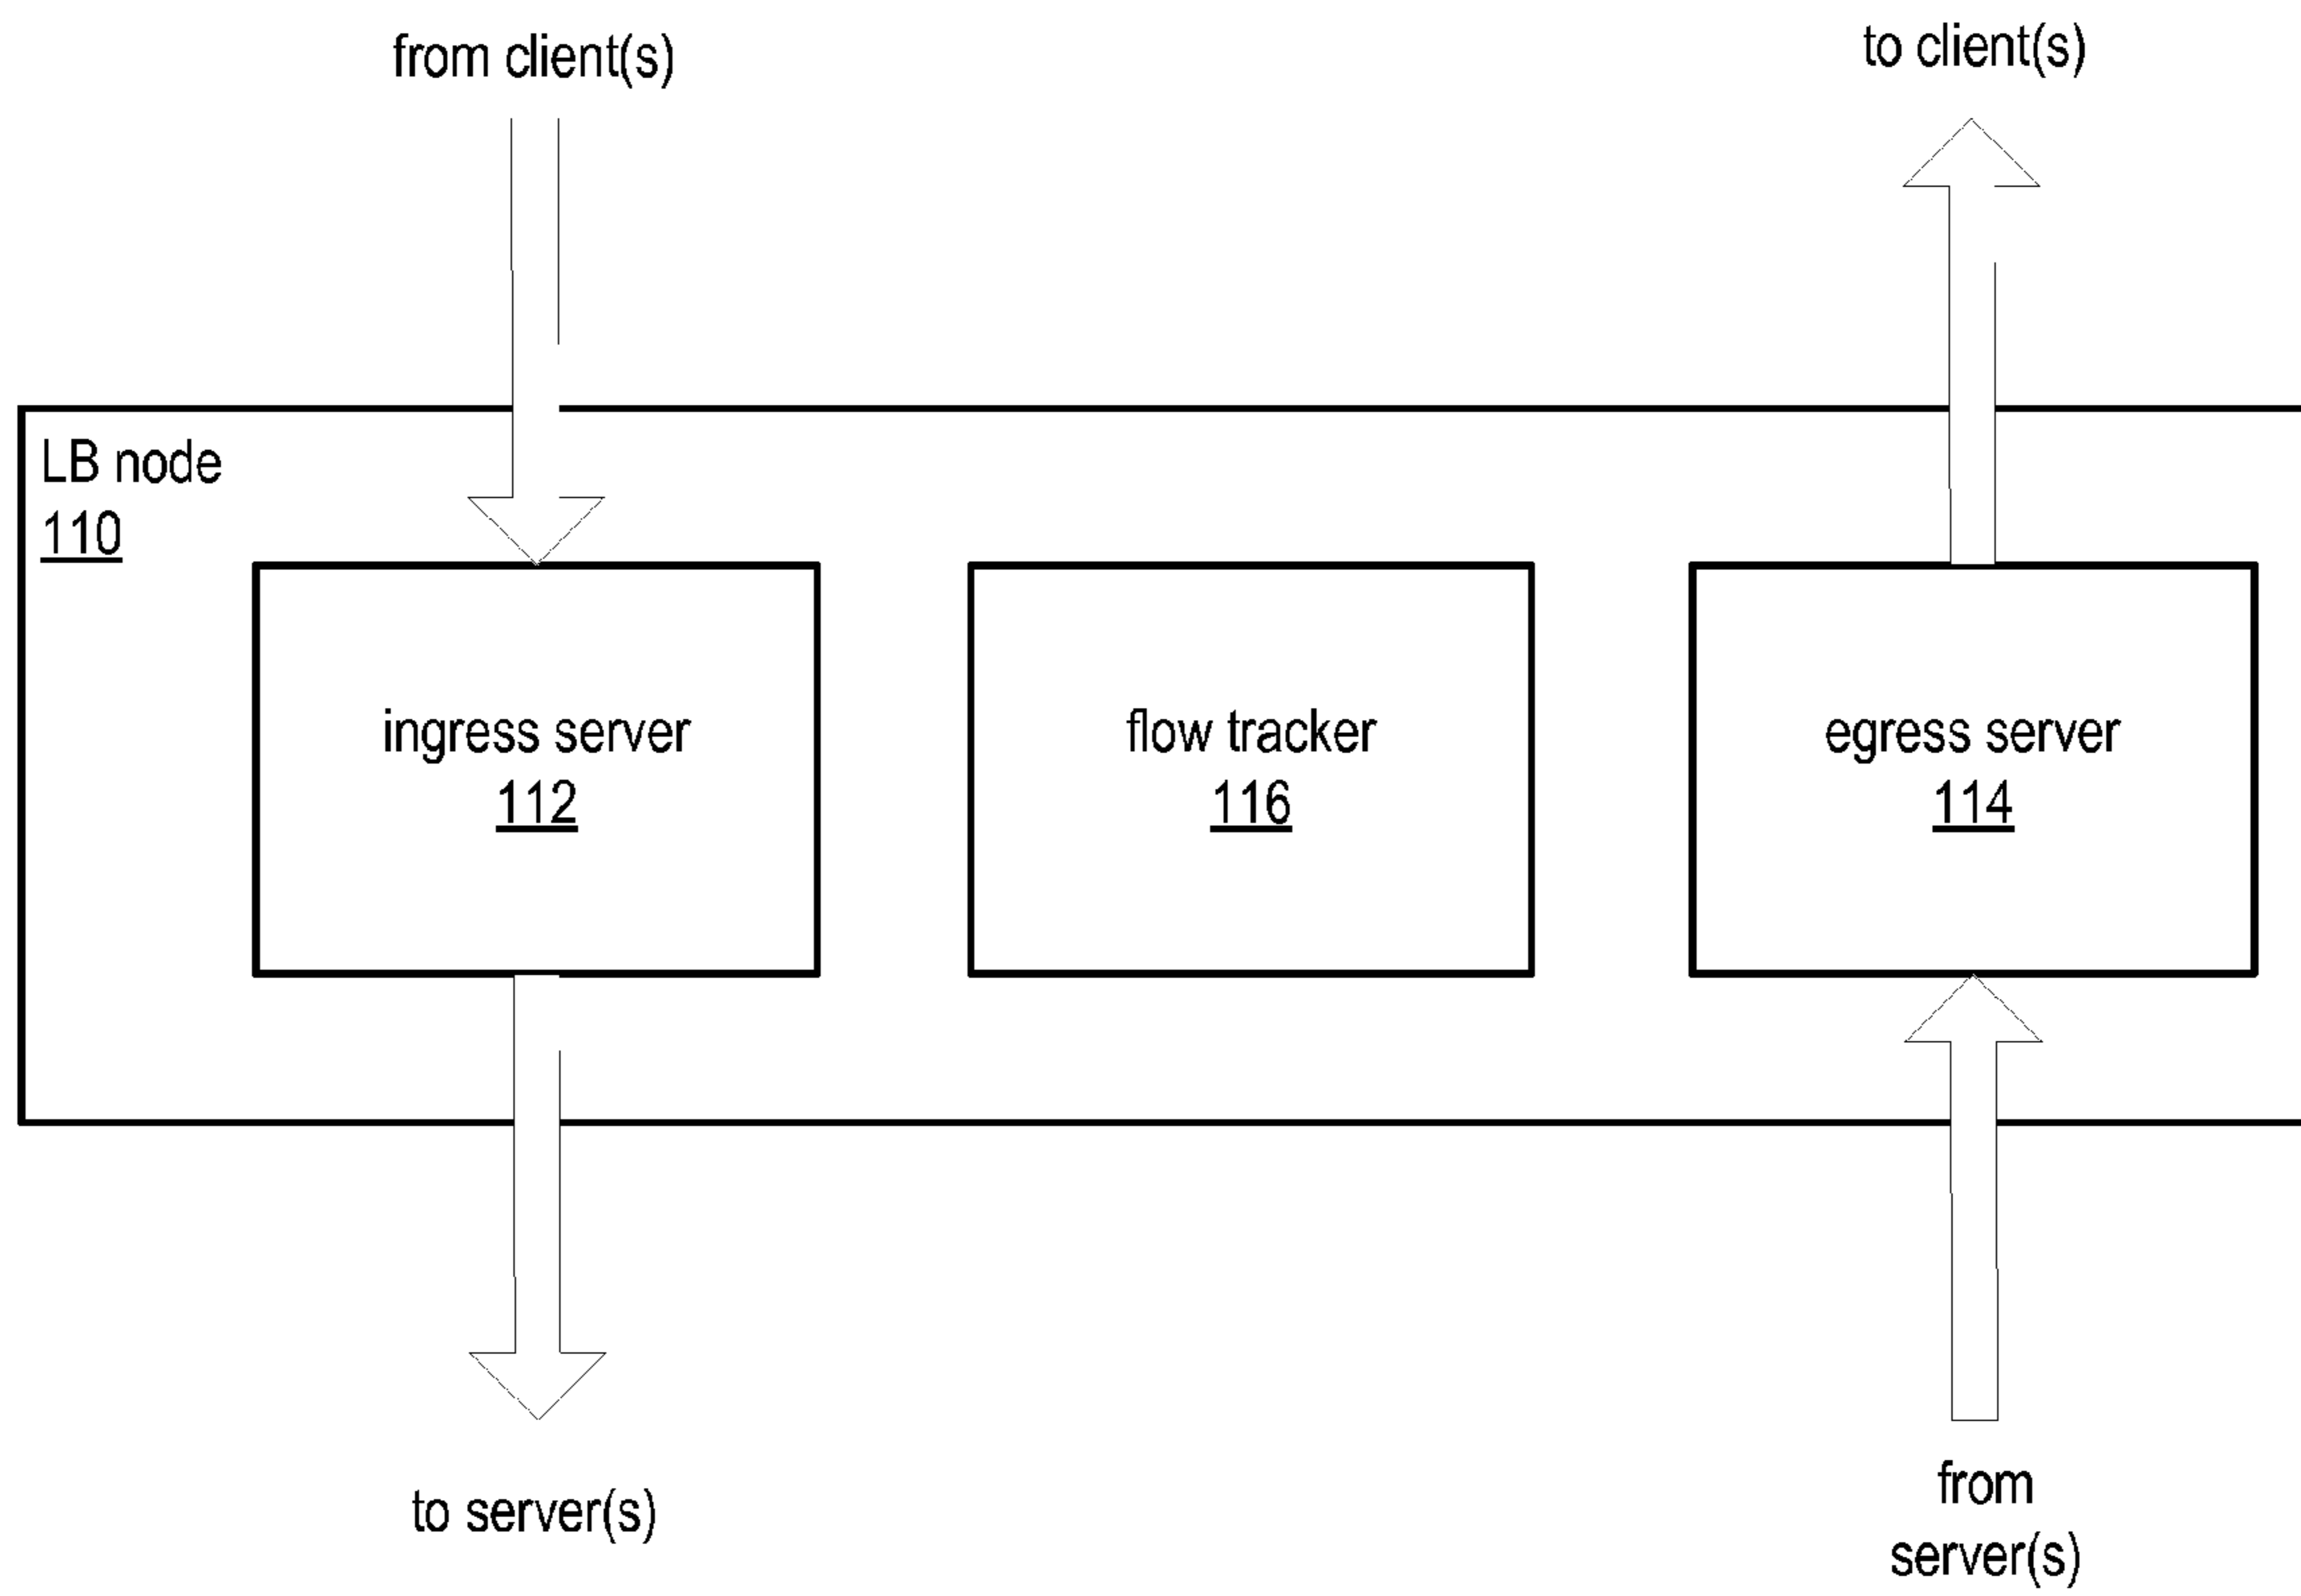 from client(s)
to client(s)
LB node
110
ingress server
112
flow tracker
116
egress server
114
to server(s)
from
server(s)